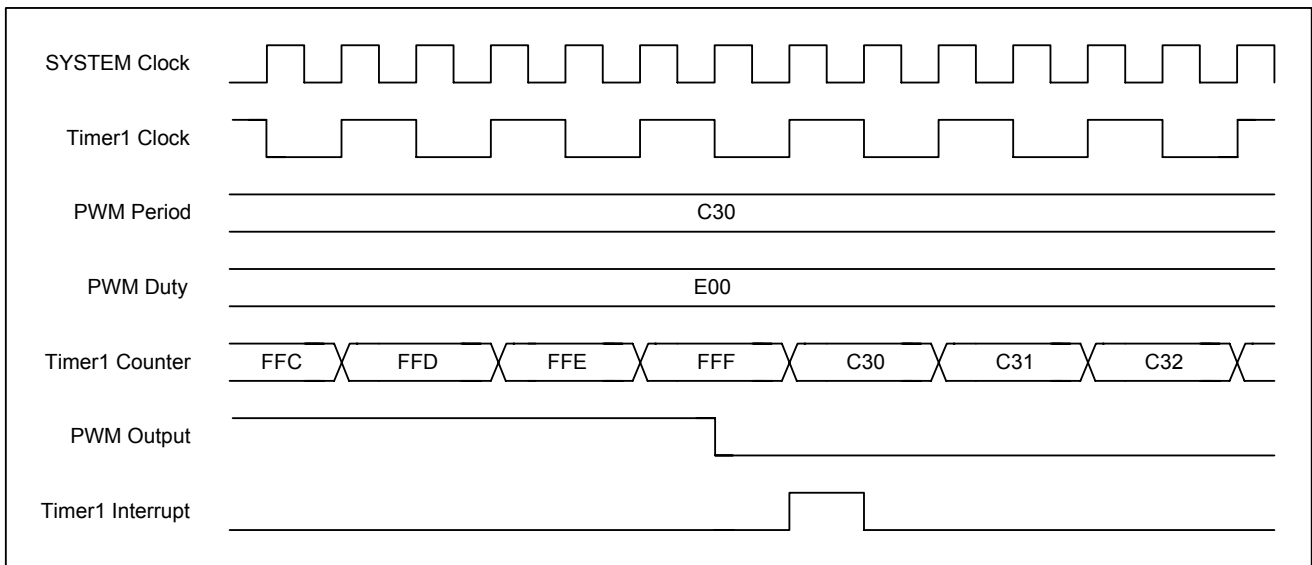 SYSTEM Clock
Timer1 Clock
PWM Period
C30
PWM Duty
E00
Timer1 Counter
FFC FFD FFE FFF C30 C31 C32
PWM Output
Timer1 Interrupt